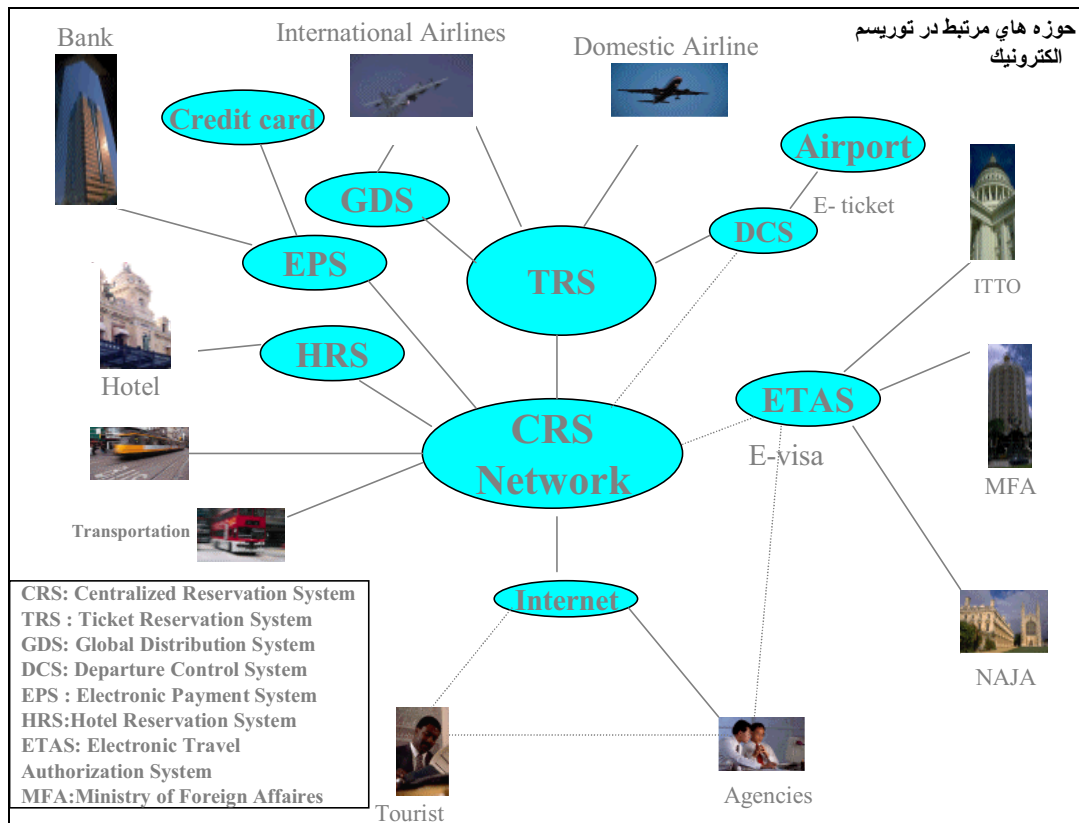 حوزه هاي مرتبط در توريسم
الكترونيك
Bank
International Airlines
Domestic Airline
Credit card
Airport
GDS
E- ticket
DCS
EPS
TRS
ITTO
HRS
Hotel
ETAS
CRS
Network
E-visa
MFA
Transportation
Internet
NAJA
CRS: Centralized Reservation System
TRS : Ticket Reservation System
GDS: Global Distribution System
DCS: Departure Control System
EPS : Electronic Payment System
HRS:Hotel Reservation System
ETAS: Electronic Travel
Authorization System
MFA:Ministry of Foreign Affaires
Tourist
Agencies